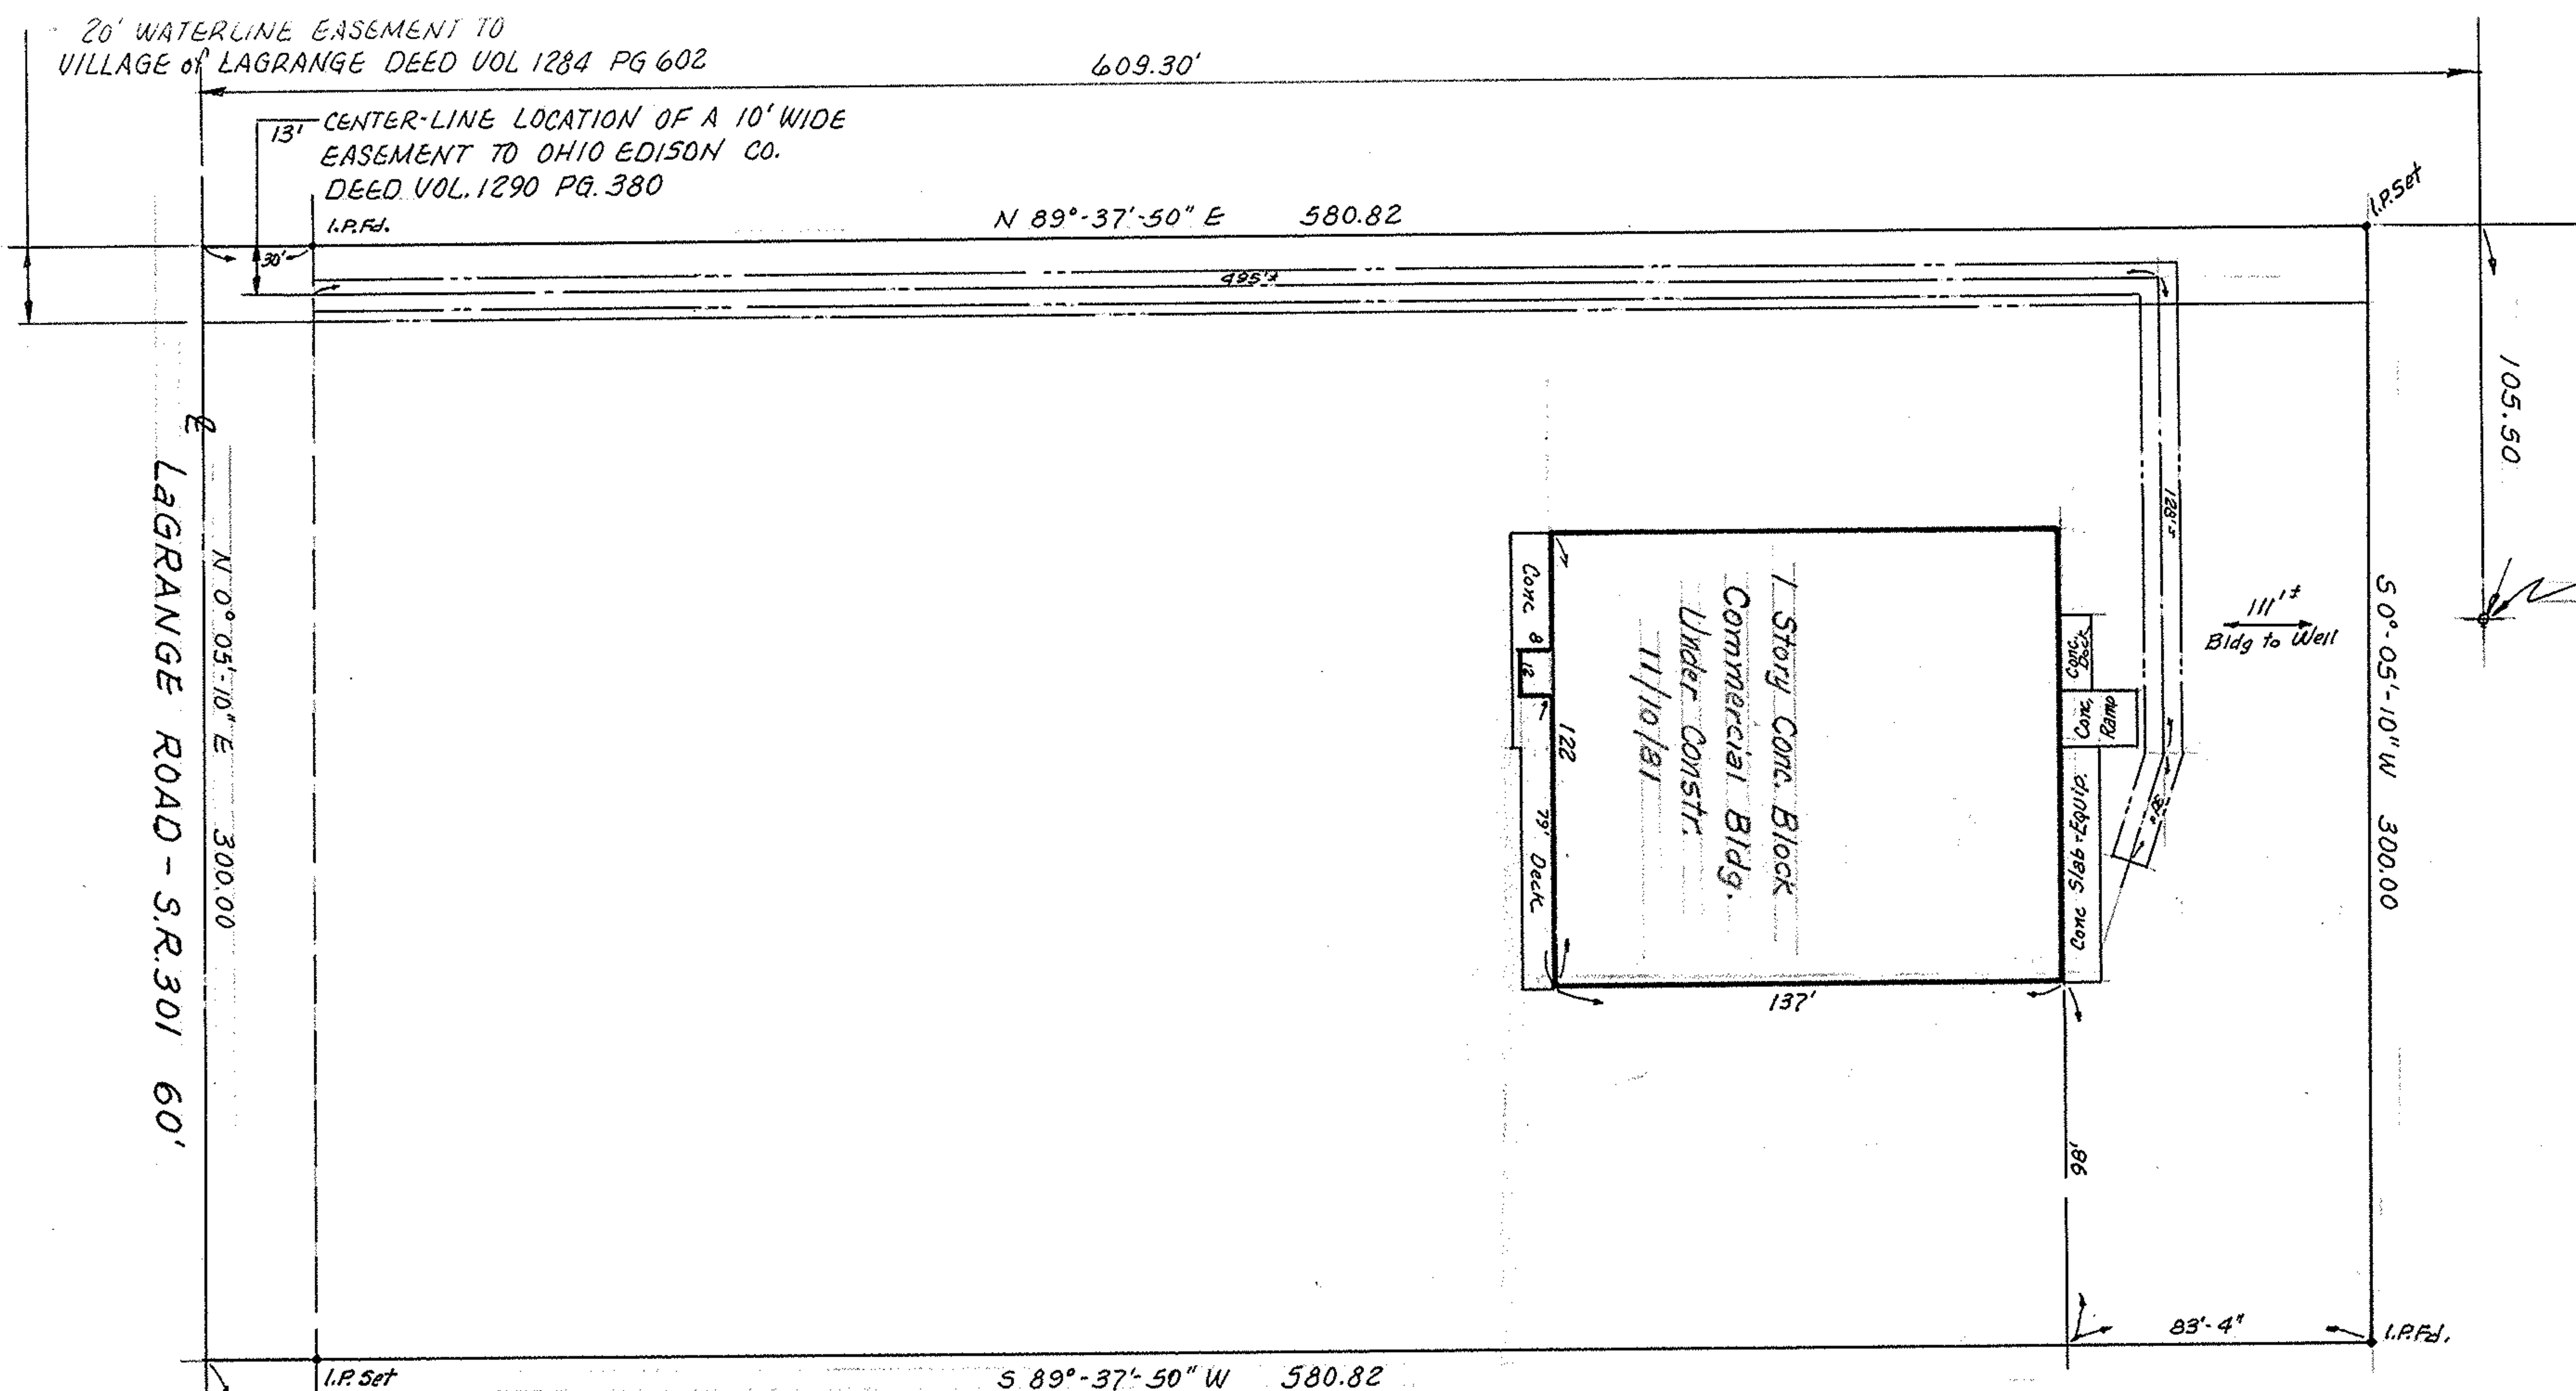 20' WATERLINE EASEMENT TO
VILLAGE of LAGRANGE DEED VOL 1284 PG 602
609.30'
13'
CENTER-LINE LOCATION OF A 10' WIDE
EASEMENT TO OHIO EDISON CO.
DEED VOL. 1290 PG. 380
I.P. Fd.
N 89°-37'-50" E 580.82
I.P. Set
30'
495'±
105.50
128'±
111'±
Bldg to Well
S 0°-05'-10" W 300.00
℄
LaGRANGE ROAD - S.R. 301 60'
N 0°05'-10" E 300.00
Conc
8
12
122
79' Deck
1 Story Conc. Block
Commercial Bldg.
Under Constr.
11/10/81
Conc.
Dock
Conc.
Ramp
Conc Slab-Equip.
137'
98'
83'-4"
I.P. Fd.
I.P. Set
S 89°-37'-50" W 580.82